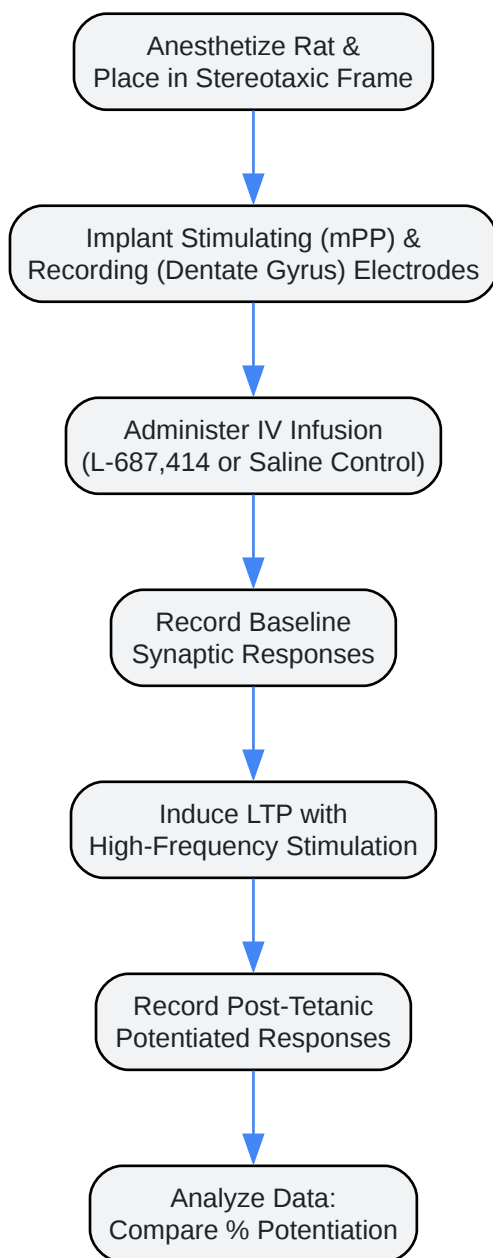 Anesthetize Rat &
Place in Stereotaxic Frame
Implant Stimulating (mPP) &
Recording (Dentate Gyrus) Electrodes
Administer IV Infusion
(L-687,414 or Saline Control)
Record Baseline
Synaptic Responses
Induce LTP with
High-Frequency Stimulation
Record Post-Tetanic
Potentiated Responses
Analyze Data:
Compare % Potentiation